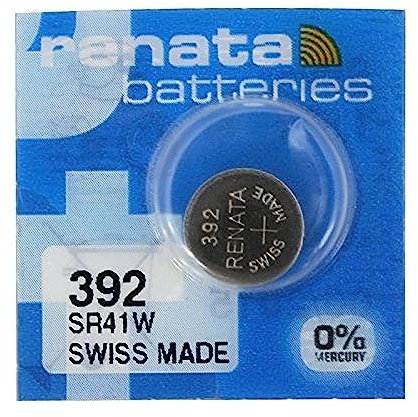 renata
batteries
392
RENATA
+
SWISS
MADE
392
SR41W
SWISS MADE
0%
MERCURY